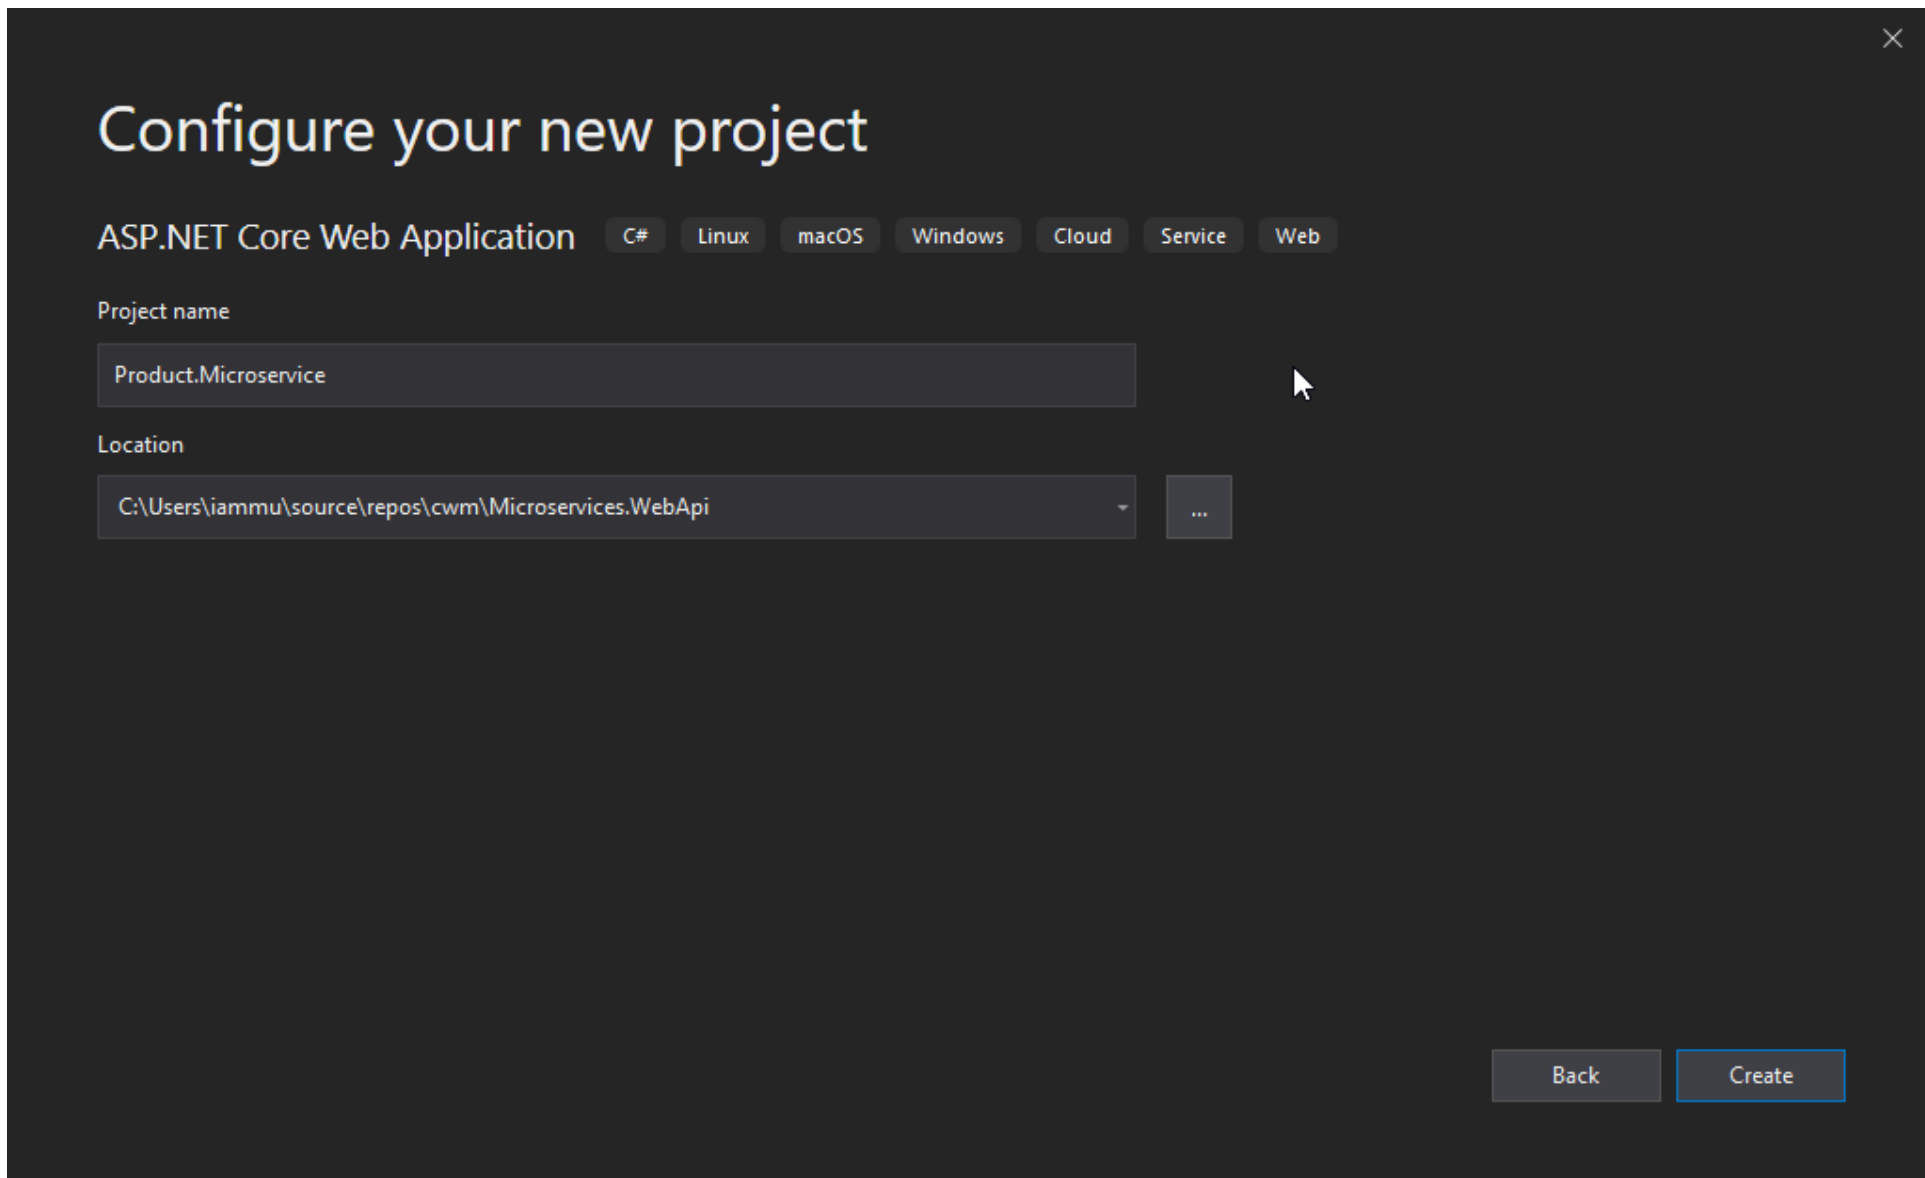 Configure your new project
ASP.NET Core Web Application C# Linux macOS Windows Cloud Service Web
Project name
Product.Microservice
Location
C:\Users\iammu\source\repos\cwm\Microservices.WebApi ...
Back Create